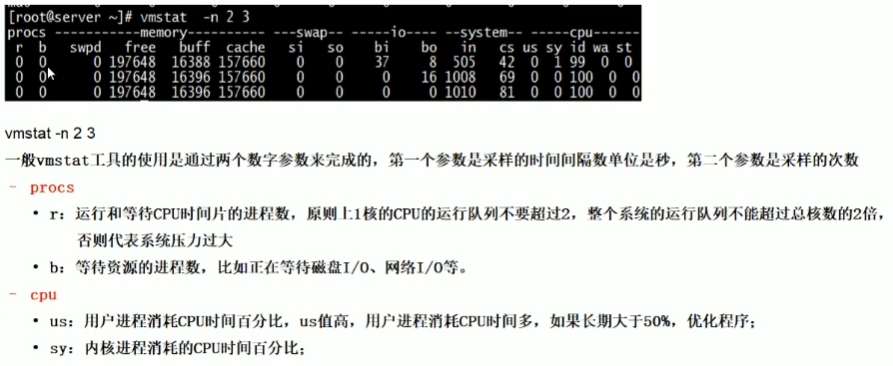 [root@server ~]# vmstat -n 2 3
procs -----------memory---------- ---swap-- -----io---- --system-- -----cpu------
r b swpd free buff cache si so bi bo in cs us sy id wa st
0 0 0 197648 16388 157660 0 0 37 8 505 42 0 1 99 0 0
0 0 0 197648 16396 157660 0 0 0 16 1008 69 0 0 100 0 0
0 0 0 197648 16396 157660 0 0 0 0 1010 81 0 0 100 0 0
vmstat -n 2 3
一般vmstat工具的使用是通过两个数字参数来完成的，第一个参数是采样的时间间隔数单位是秒，第二个参数是采样的次数
- procs
• r：运行和等待CPU时间片的进程数，原则上1核的CPU的运行队列不要超过2，整个系统的运行队列不能超过总核数的2倍，
否则代表系统压力过大
• b：等待资源的进程数，比如正在等待磁盘I/O、网络I/O等。
- cpu
• us：用户进程消耗CPU时间百分比，us值高，用户进程消耗CPU时间多，如果长期大于50%，优化程序；
• sy：内核进程消耗的CPU时间百分比；